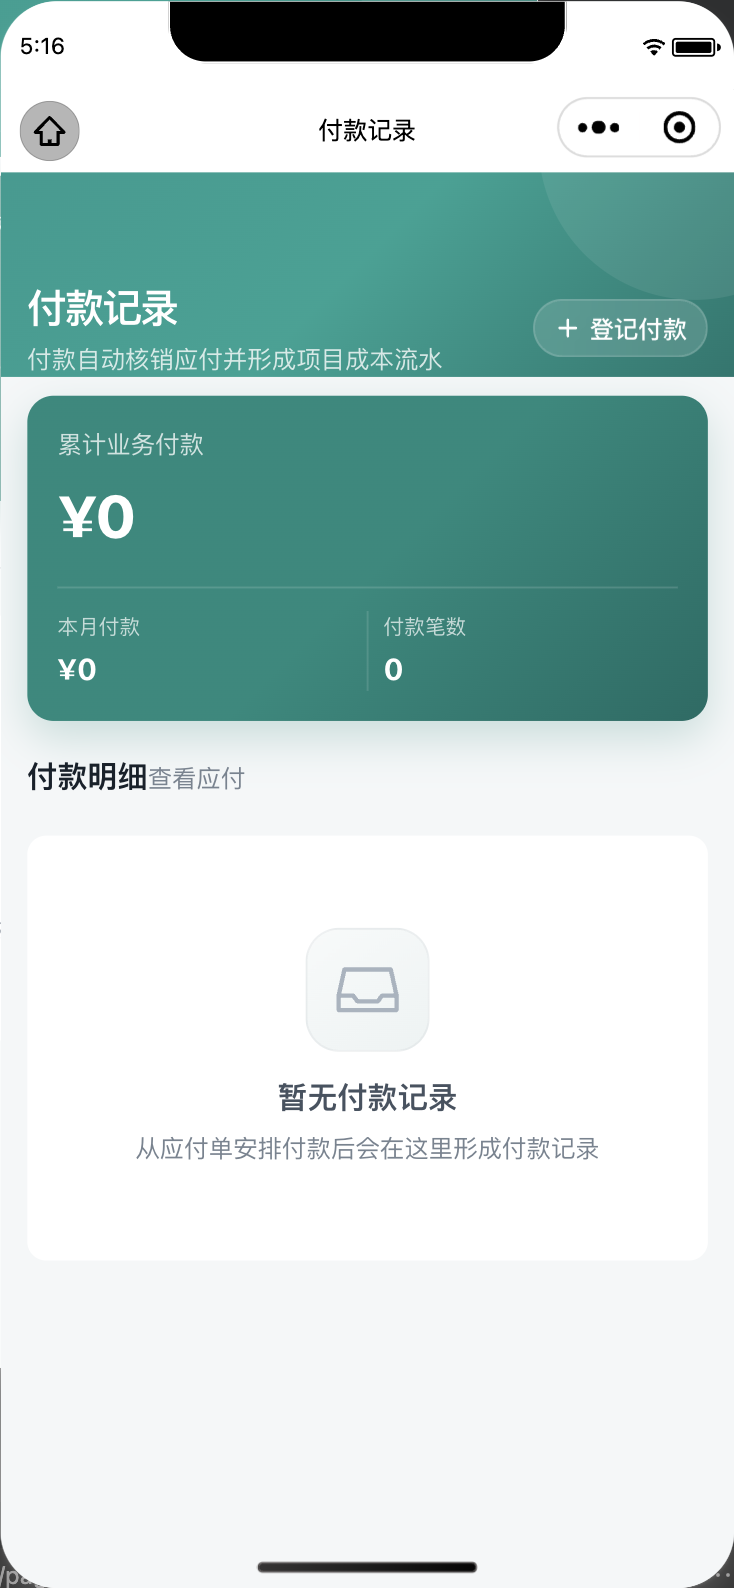 5:16
付款记录
付款记录
付款自动核销应付并形成项目成本流水
登记付款
累计业务付款
¥0
本月付款
付款笔数
¥0
0
付款明细查看应付
暂无付款记录
从应付单安排付款后会在这里形成付款记录